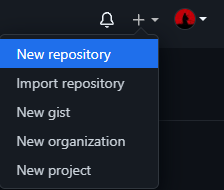 New repository
Import repository
New gist
New organization
New project